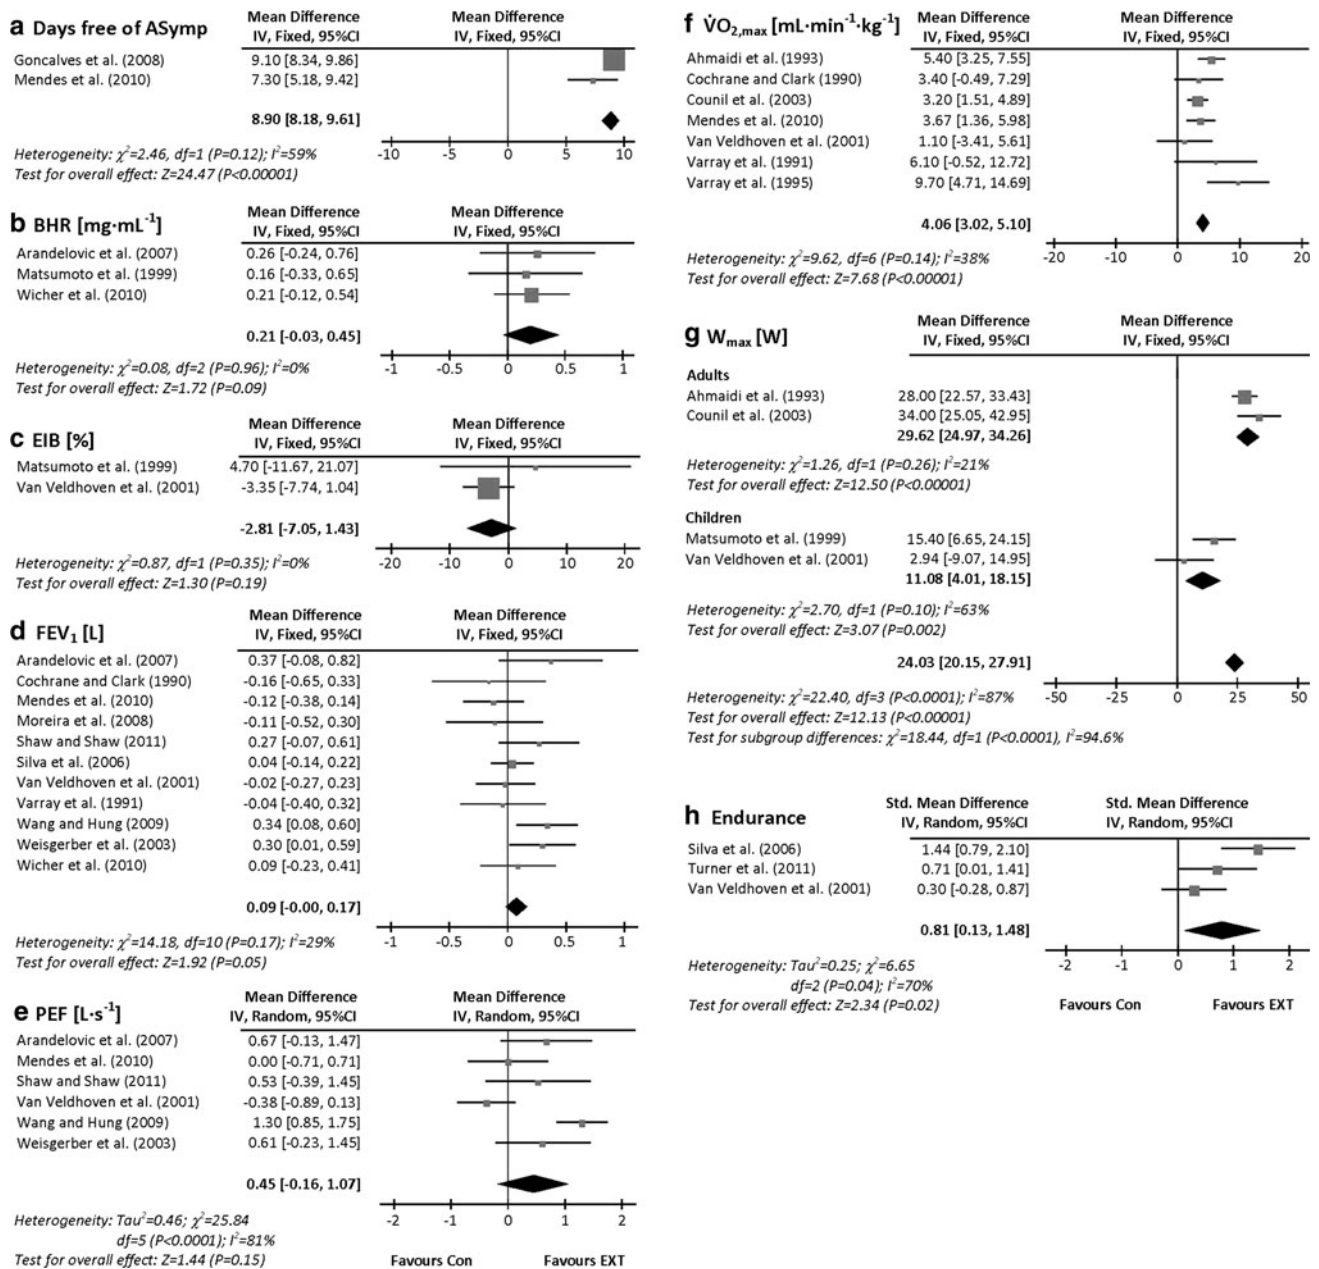 a Days free of ASymp
Mean Difference
IV, Fixed, 95%CI
Mean Difference
IV, Fixed, 95%CI
Goncalves et al. (2008) 9.10 [8.34, 9.86]
Mendes et al. (2010) 7.30 [5.18, 9.42]
8.90 [8.18, 9.61]
-10 -5 0 5 10
Heterogeneity: χ²=2.46, df=1 (P=0.12); I²=59%
Test for overall effect: Z=24.47 (P<0.00001)
b BHR [mg·mL⁻¹]
Mean Difference
IV, Fixed, 95%CI
Mean Difference
IV, Fixed, 95%CI
Arandelovic et al. (2007) 0.26 [-0.24, 0.76]
Matsumoto et al. (1999) 0.16 [-0.33, 0.65]
Wicher et al. (2010) 0.21 [-0.12, 0.54]
0.21 [-0.03, 0.45]
-1 -0.5 0 0.5 1
Heterogeneity: χ²=0.08, df=2 (P=0.96); I²=0%
Test for overall effect: Z=1.72 (P=0.09)
c EIB [%]
Mean Difference
IV, Fixed, 95%CI
Mean Difference
IV, Fixed, 95%CI
Matsumoto et al. (1999) 4.70 [-11.67, 21.07]
Van Veldhoven et al. (2001) -3.35 [-7.74, 1.04]
-2.81 [-7.05, 1.43]
-20 -10 0 10 20
Heterogeneity: χ²=0.87, df=1 (P=0.35); I²=0%
Test for overall effect: Z=1.30 (P=0.19)
d FEV₁ [L]
Mean Difference
IV, Fixed, 95%CI
Mean Difference
IV, Fixed, 95%CI
Arandelovic et al. (2007) 0.37 [-0.08, 0.82]
Cochrane and Clark (1990) -0.16 [-0.65, 0.33]
Mendes et al. (2010) -0.12 [-0.38, 0.14]
Moreira et al. (2008) -0.11 [-0.52, 0.30]
Shaw and Shaw (2011) 0.27 [-0.07, 0.61]
Silva et al. (2006) 0.04 [-0.14, 0.22]
Van Veldhoven et al. (2001) -0.02 [-0.27, 0.23]
Varray et al. (1991) -0.04 [-0.40, 0.32]
Wang and Hung (2009) 0.34 [0.08, 0.60]
Weisgerber et al. (2003) 0.30 [0.01, 0.59]
Wicher et al. (2010) 0.09 [-0.23, 0.41]
0.09 [-0.00, 0.17]
-1 -0.5 0 0.5 1
Heterogeneity: χ²=14.18, df=10 (P=0.17); I²=29%
Test for overall effect: Z=1.92 (P=0.05)
e PEF [L·s⁻¹]
Mean Difference
IV, Random, 95%CI
Mean Difference
IV, Random, 95%CI
Arandelovic et al. (2007) 0.67 [-0.13, 1.47]
Mendes et al. (2010) 0.00 [-0.71, 0.71]
Shaw and Shaw (2011) 0.53 [-0.39, 1.45]
Van Veldhoven et al. (2001) -0.38 [-0.89, 0.13]
Wang and Hung (2009) 1.30 [0.85, 1.75]
Weisgerber et al. (2003) 0.61 [-0.23, 1.45]
0.45 [-0.16, 1.07]
-2 -1 0 1 2
Heterogeneity: Tau²=0.46; χ²=25.84
df=5 (P<0.0001); I²=81%
Test for overall effect: Z=1.44 (P=0.15)
Favours Con Favours EXT
f V̇O₂,max [mL·min⁻¹·kg⁻¹]
Mean Difference
IV, Fixed, 95%CI
Mean Difference
IV, Fixed, 95%CI
Ahmaidi et al. (1993) 5.40 [3.25, 7.55]
Cochrane and Clark (1990) 3.40 [-0.49, 7.29]
Counil et al. (2003) 3.20 [1.51, 4.89]
Mendes et al. (2010) 3.67 [1.36, 5.98]
Van Veldhoven et al. (2001) 1.10 [-3.41, 5.61]
Varray et al. (1991) 6.10 [-0.52, 12.72]
Varray et al. (1995) 9.70 [4.71, 14.69]
4.06 [3.02, 5.10]
-20 -10 0 10 20
Heterogeneity: χ²=9.62, df=6 (P=0.14); I²=38%
Test for overall effect: Z=7.68 (P<0.00001)
g Wmax [W]
Mean Difference
IV, Fixed, 95%CI
Mean Difference
IV, Fixed, 95%CI
Adults
Ahmaidi et al. (1993) 28.00 [22.57, 33.43]
Counil et al. (2003) 34.00 [25.05, 42.95]
29.62 [24.97, 34.26]
Heterogeneity: χ²=1.26, df=1 (P=0.26); I²=21%
Test for overall effect: Z=12.50 (P<0.00001)
Children
Matsumoto et al. (1999) 15.40 [6.65, 24.15]
Van Veldhoven et al. (2001) 2.94 [-9.07, 14.95]
11.08 [4.01, 18.15]
Heterogeneity: χ²=2.70, df=1 (P=0.10); I²=63%
Test for overall effect: Z=3.07 (P=0.002)
24.03 [20.15, 27.91]
-50 -25 0 25 50
Heterogeneity: χ²=22.40, df=3 (P<0.0001); I²=87%
Test for overall effect: Z=12.13 (P<0.00001)
Test for subgroup differences: χ²=18.44, df=1 (P<0.0001), I²=94.6%
h Endurance
Std. Mean Difference
IV, Random, 95%CI
Std. Mean Difference
IV, Random, 95%CI
Silva et al. (2006) 1.44 [0.79, 2.10]
Turner et al. (2011) 0.71 [0.01, 1.41]
Van Veldhoven et al. (2001) 0.30 [-0.28, 0.87]
0.81 [0.13, 1.48]
-2 -1 0 1 2
Heterogeneity: Tau²=0.25; χ²=6.65
df=2 (P=0.04); I²=70%
Test for overall effect: Z=2.34 (P=0.02)
Favours Con Favours EXT